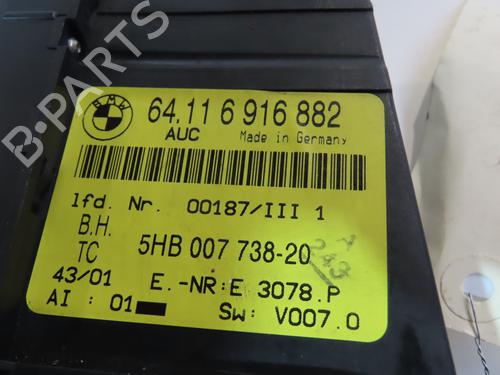 BMW
64.11 6 916 882
AUC Made in Germany
lfd. Nr. 00187/III 1
B.H.
TC 5HB 007 738-20
A
243
43/01 E.-NR:E 3078.P
AI : 01 SW: V007.0
B PARTS